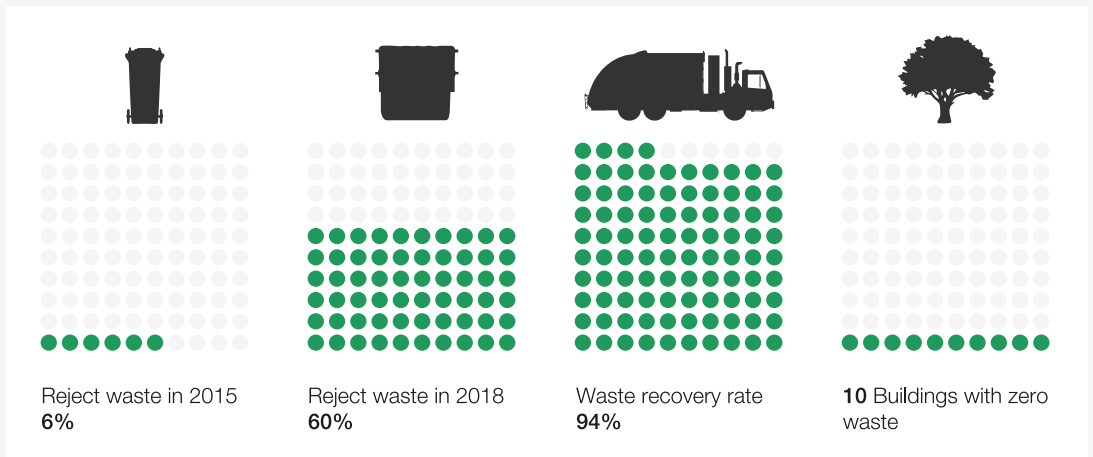 Reject waste in 2015
6%
Reject waste in 2018
60%
Waste recovery rate
94%
10 Buildings with zero
waste